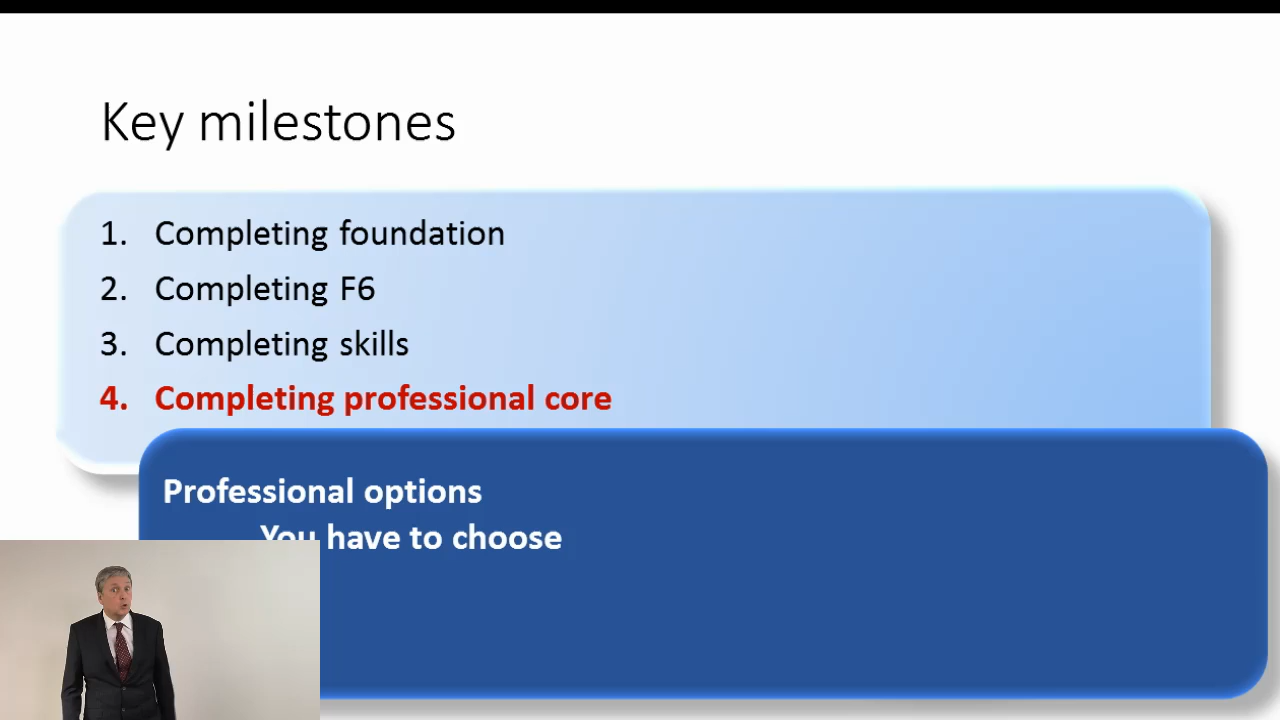 Key milestones
1. Completing foundation
2. Completing F6
3. Completing skills
4. Completing professional core
Professional options
You have to choose